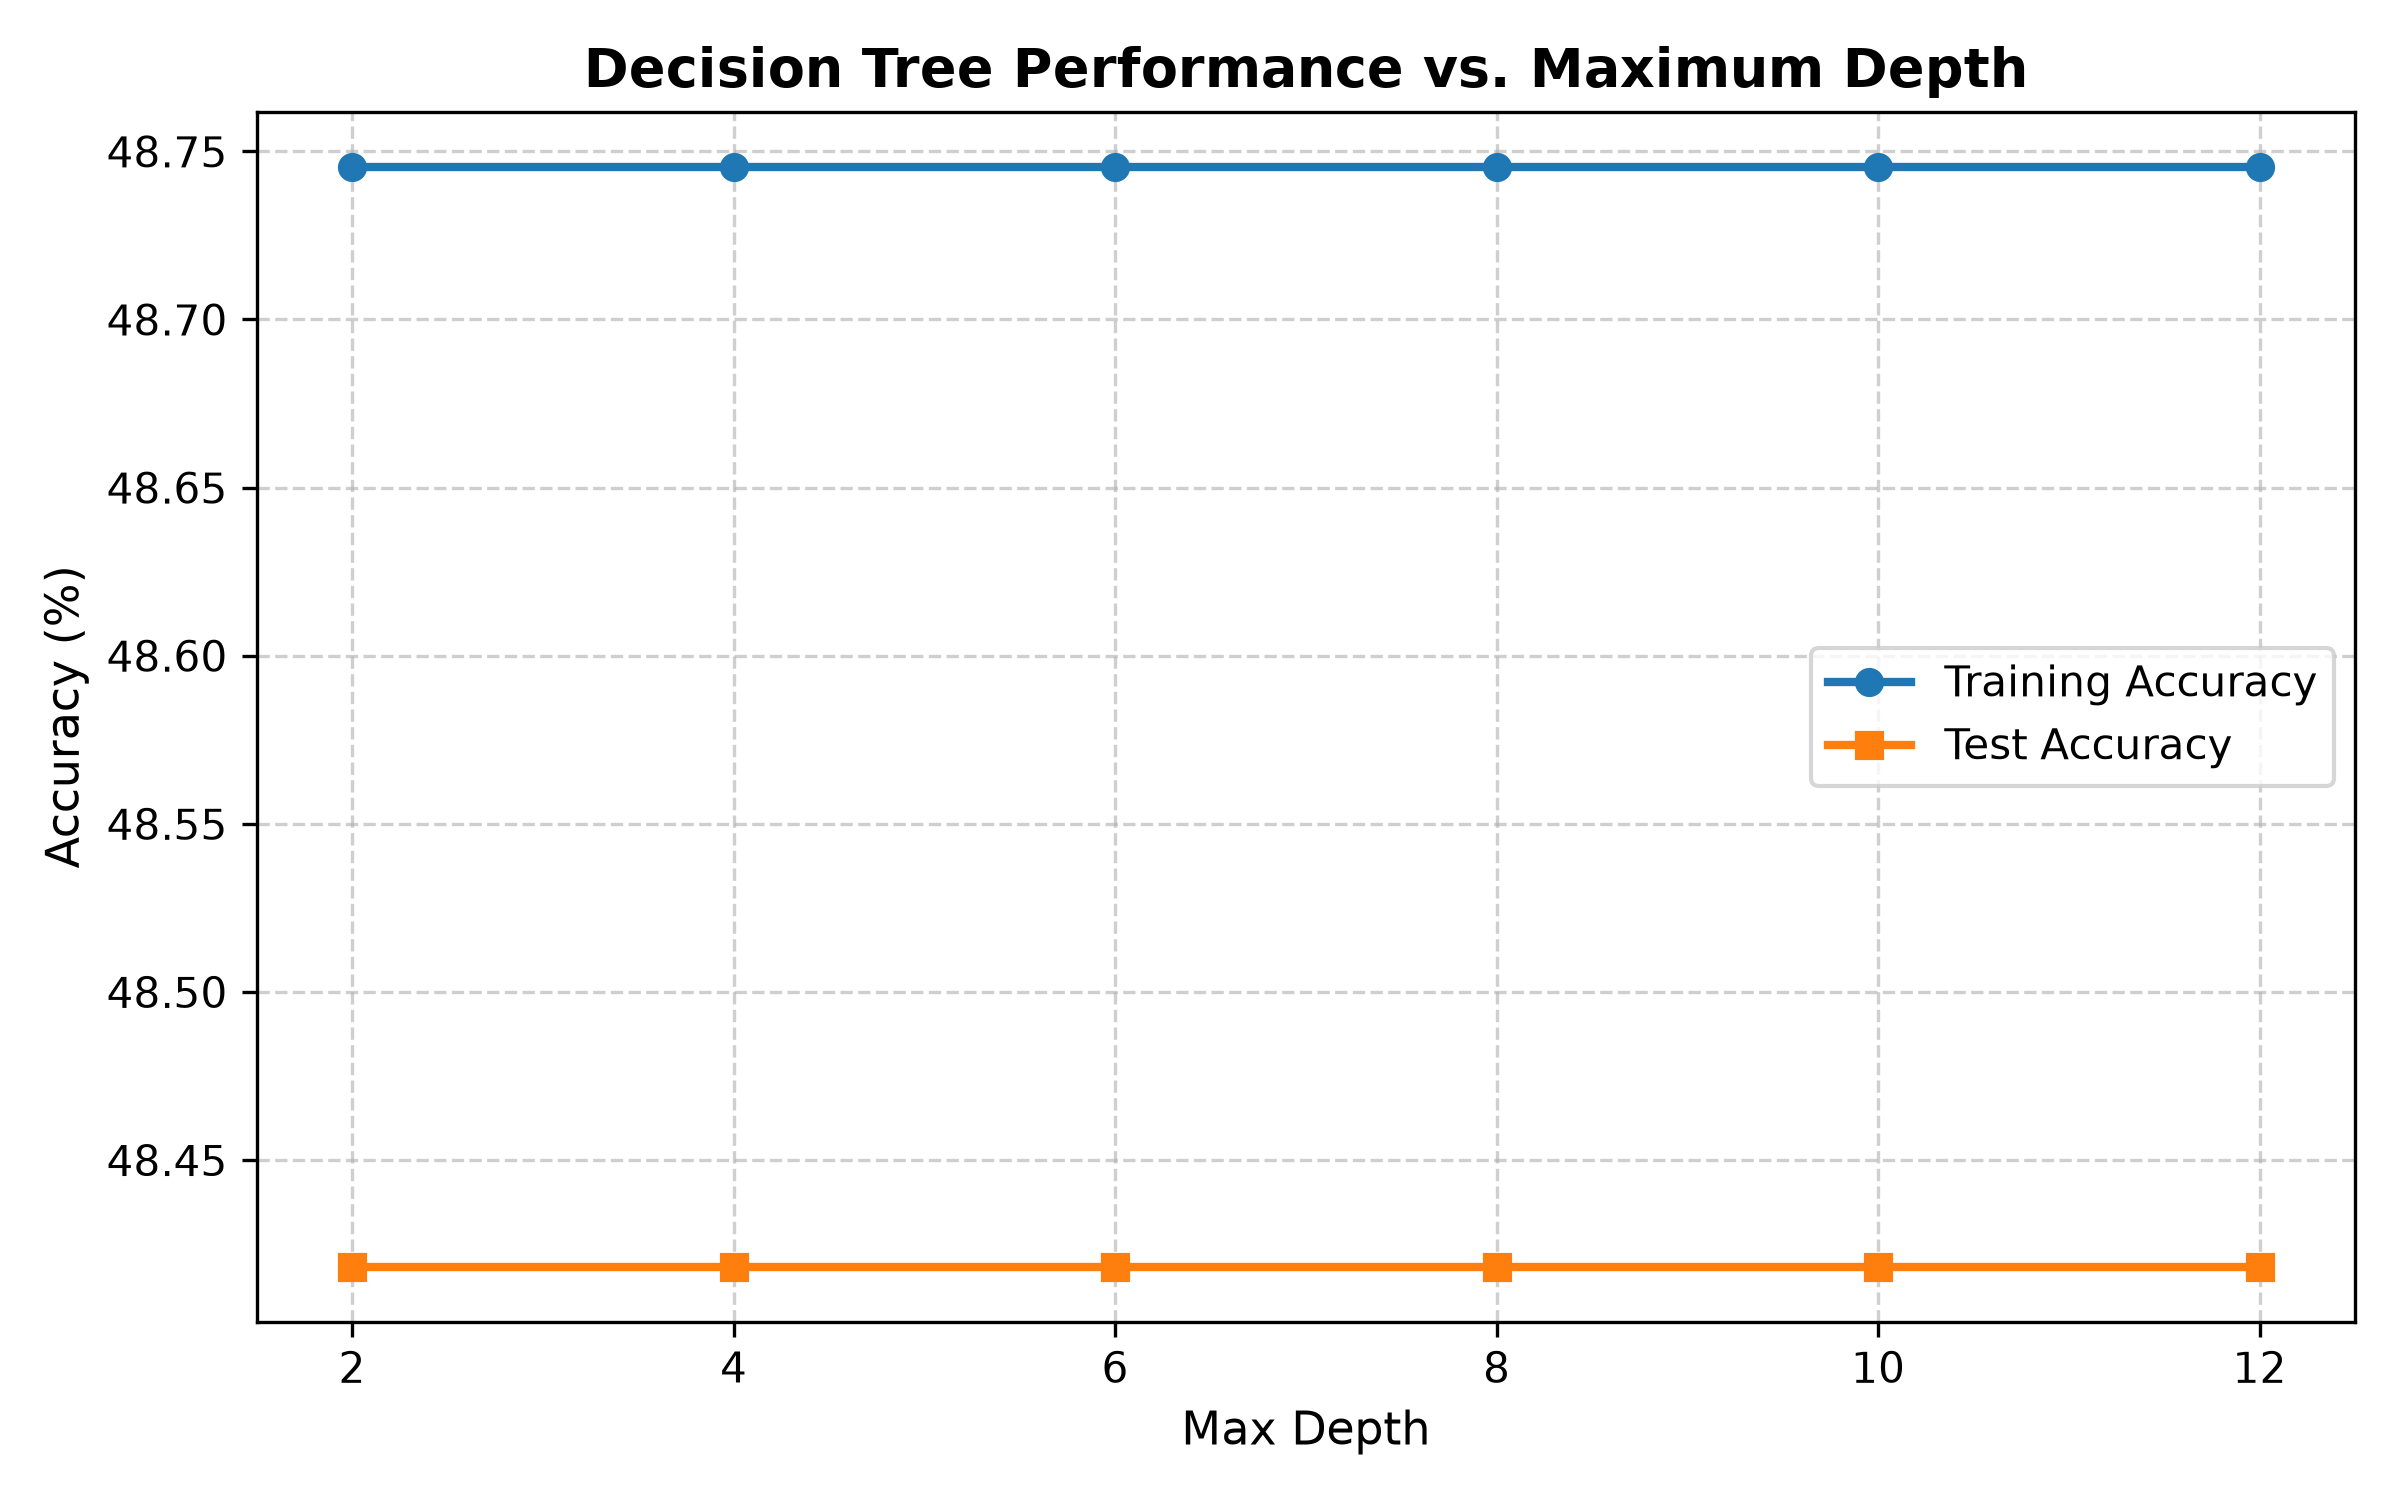 Decision Tree Performance vs. Maximum Depth
48.75
48.70
48.65
48.60
48.55
48.50
48.45
Accuracy (%)
Training Accuracy
Test Accuracy
2 4 6 8 10 12
Max Depth